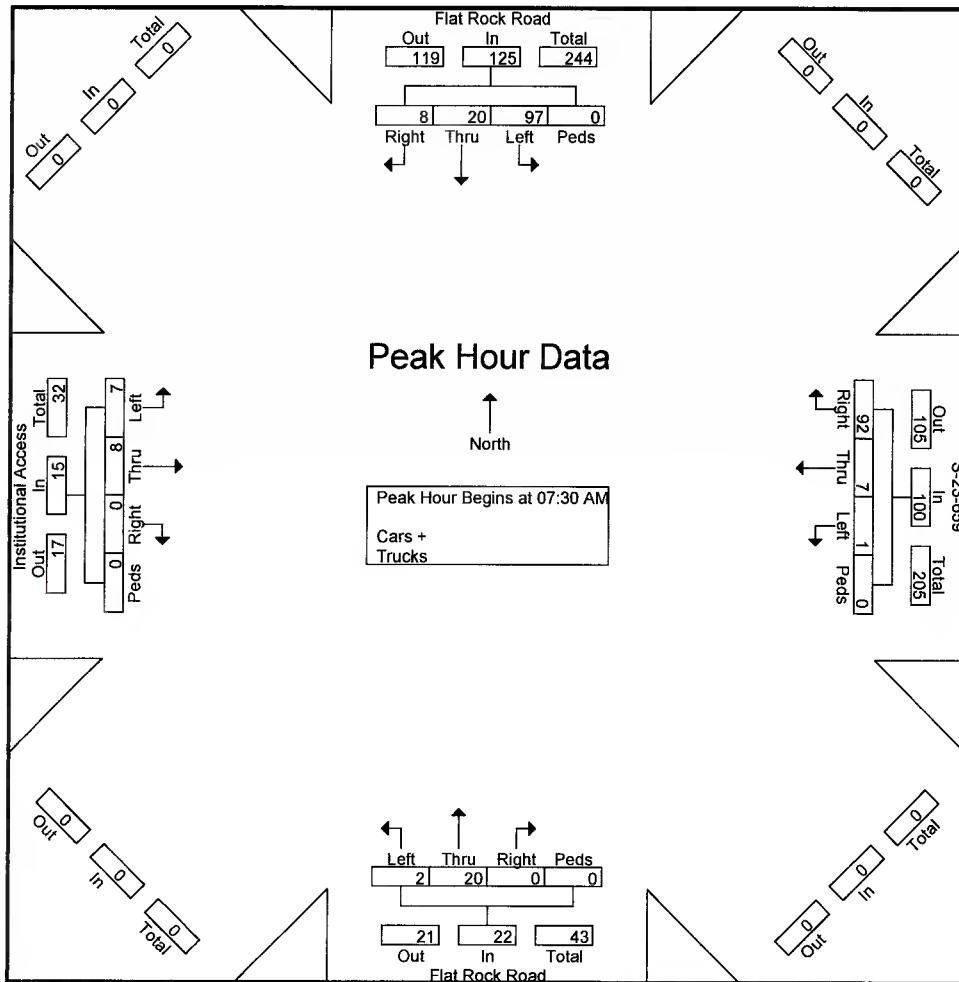 Flat Rock Road
Out In Total
119 125 244
8 20 97 0
Right Thru Left Peds
Total
0
In
0
Out
0
Out
0
In
0
Total
0
Peak Hour Data
North
Peak Hour Begins at 07:30 AM
Cars +
Trucks
Institutional Access
Out In Total
17 15 32
0 0 8 7
Peds Right Thru Left
S-23-659
Out In Total
105 100 205
92 7 1 0
Right Thru Left Peds
Out
0
In
0
Total
0
Total
0
In
0
Out
0
Left Thru Right Peds
2 20 0 0
21 22 43
Out In Total
Flat Rock Road